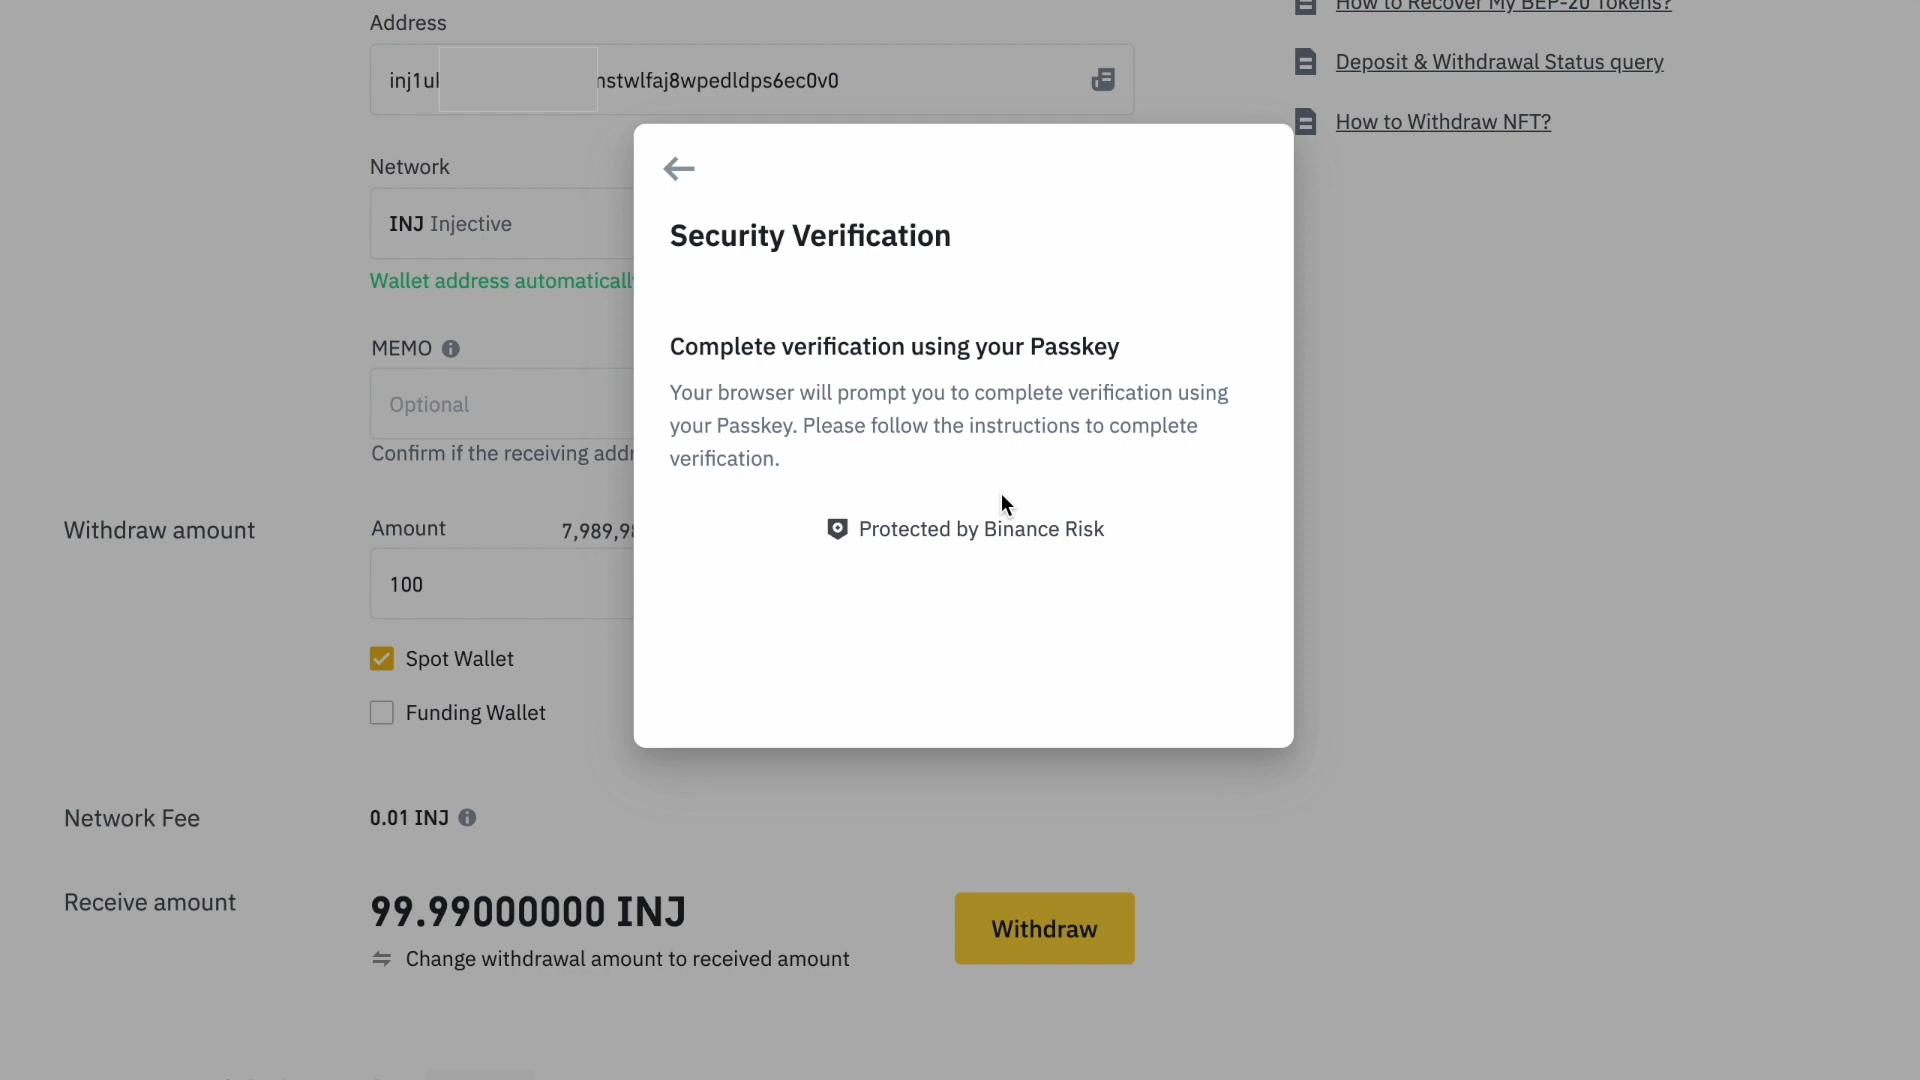 Address
How to Recover My BEP-20 Tokens?
inj1ul nstwlfaj8wpedldps6ec0v0
Deposit & Withdrawal Status query
How to Withdraw NFT?
Network
INJ Injective
Wallet address automatically
MEMO
Optional
Confirm if the receiving addr
Security Verification
Complete verification using your Passkey
Your browser will prompt you to complete verification using
your Passkey. Please follow the instructions to complete
verification.
Protected by Binance Risk
Withdraw amount
Amount 7,989,98
100
Spot Wallet
Funding Wallet
Network Fee
0.01 INJ
Receive amount
99.99000000 INJ
Change withdrawal amount to received amount
Withdraw